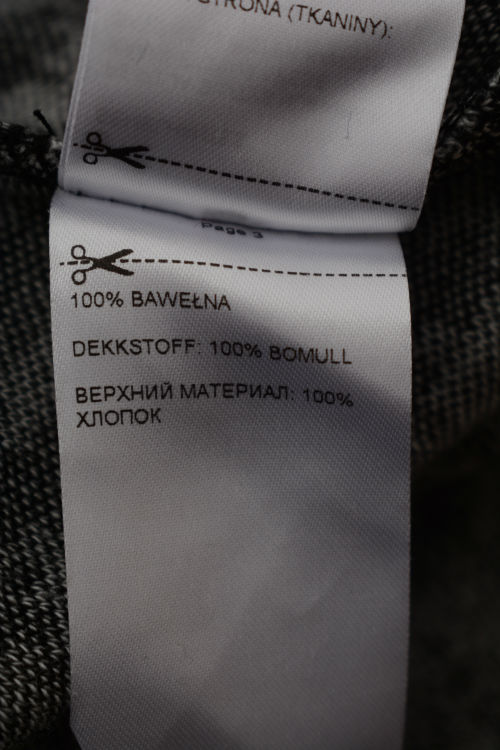 STRONA (TKANINY):
Page 3
100% BAWEŁNA
DEKKSTOFF: 100% BOMULL
ВЕРХНИЙ МАТЕРИАЛ: 100%
ХЛОПОК